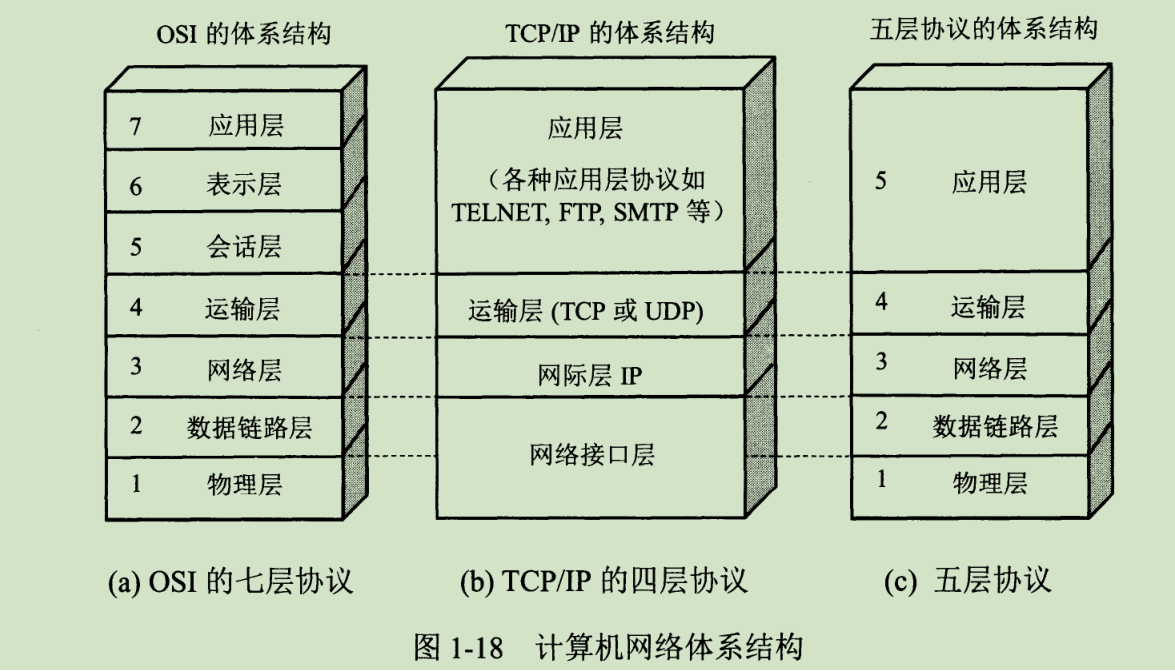 OSI 的体系结构
7 应用层
6 表示层
5 会话层
4 运输层
3 网络层
2 数据链路层
1 物理层
(a) OSI 的七层协议
TCP/IP 的体系结构
应用层
(各种应用层协议如
TELNET, FTP, SMTP 等)
运输层 (TCP 或 UDP)
网际层 IP
网络接口层
(b) TCP/IP 的四层协议
五层协议的体系结构
5 应用层
4 运输层
3 网络层
2 数据链路层
1 物理层
(c) 五层协议
图 1-18 计算机网络体系结构